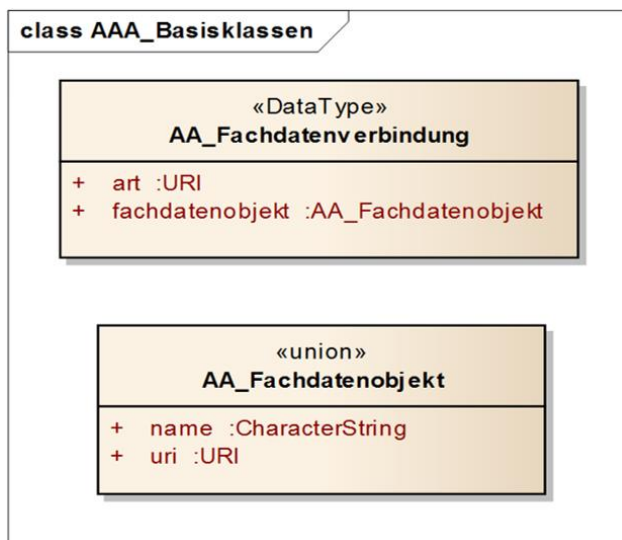 class AAA_Basisklassen
«DataType»
AA_Fachdatenverbindung
+ art :URI
+ fachdatenobjekt :AA_Fachdatenobjekt
«union»
AA_Fachdatenobjekt
+ name :CharacterString
+ uri :URI